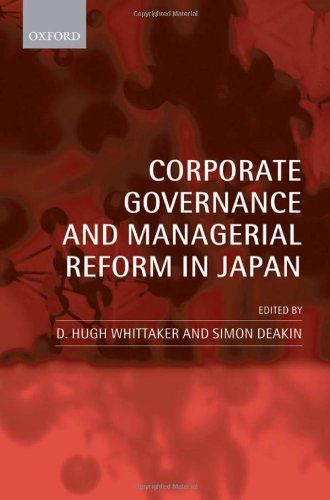 OXFORD
CORPORATE
GOVERNANCE
AND MANAGERIAL
REFORM IN JAPAN
EDITED BY
D. HUGH WHITTAKER AND SIMON DEAKIN